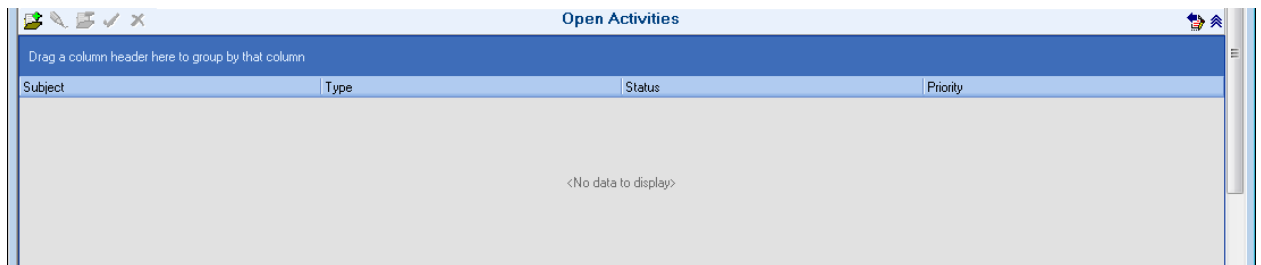 Open Activities
Drag a column header here to group by that column
Subject Type Status Priority
<No data to display>